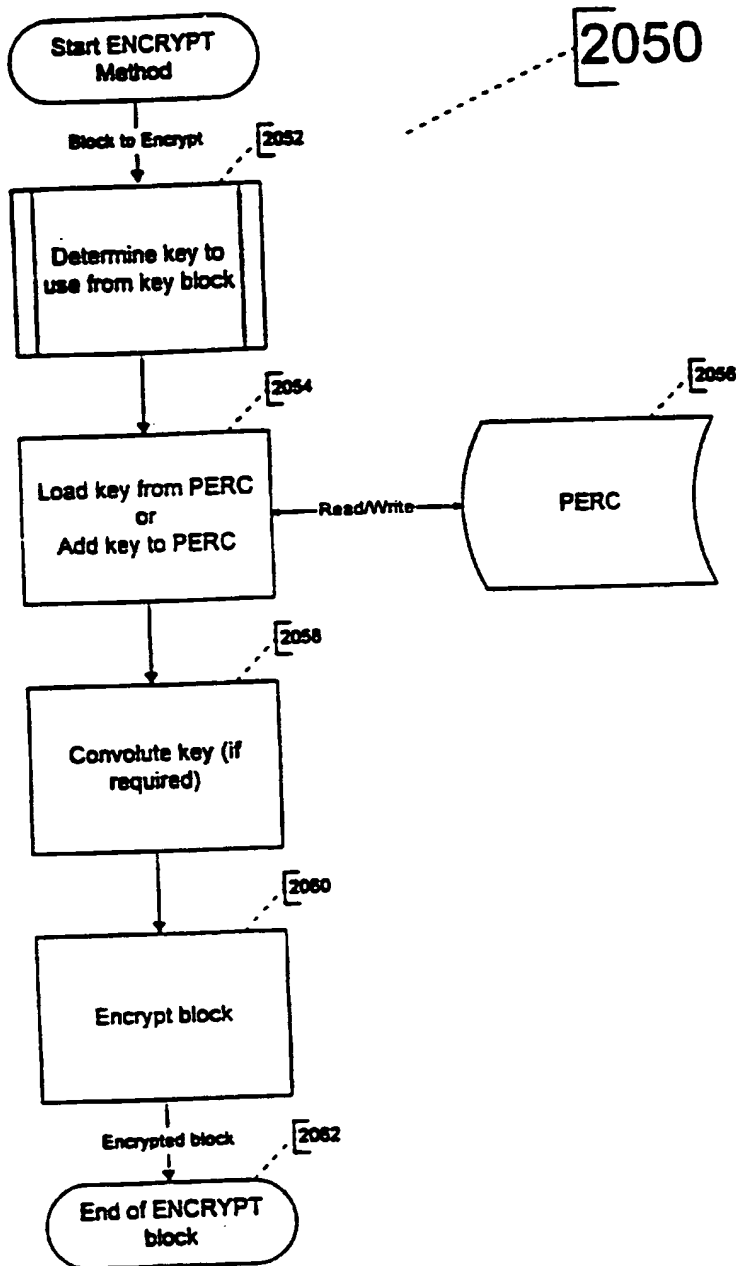 Start ENCRYPT
Method
2050
Block to Encrypt
2052
Determine key to
use from key block
2054
2056
Load key from PERC
or
Add key to PERC
Read/Write
PERC
2058
Convolute key (if
required)
2060
Encrypt block
Encrypted block
2062
End of ENCRYPT
block